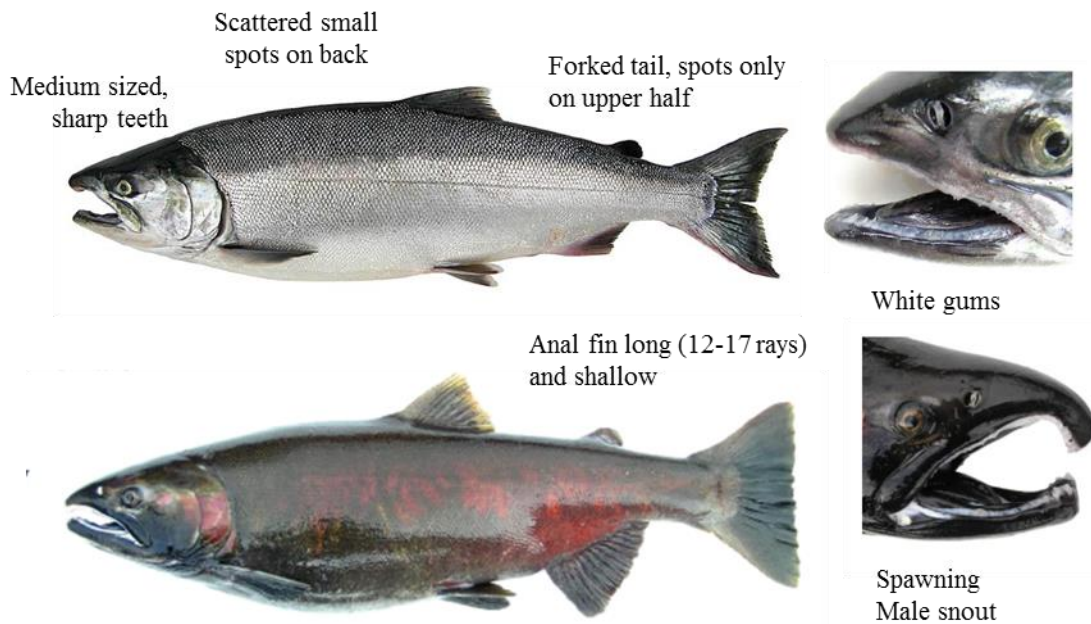 Scattered small
spots on back
Medium sized,
sharp teeth
Forked tail, spots only
on upper half
White gums
Anal fin long (12-17 rays)
and shallow
Spawning
Male snout